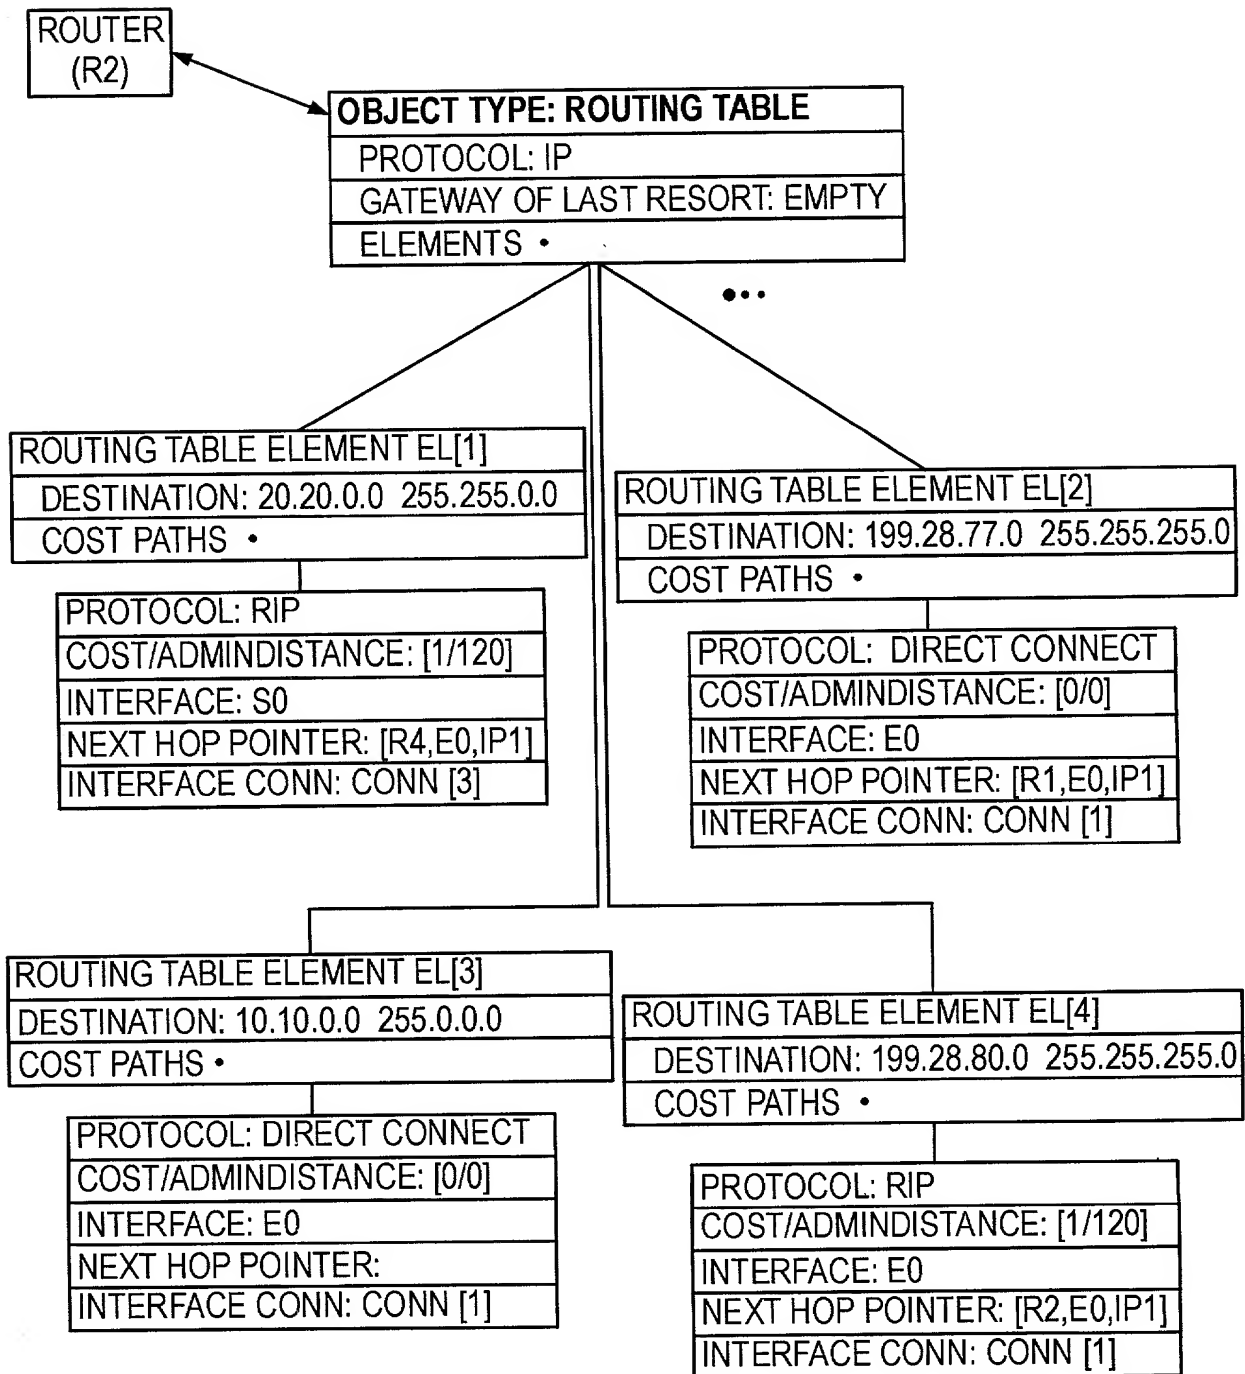 ROUTER
(R2)
OBJECT TYPE: ROUTING TABLE
PROTOCOL: IP
GATEWAY OF LAST RESORT: EMPTY
ELEMENTS •
ROUTING TABLE ELEMENT EL[1]
DESTINATION: 20.20.0.0 255.255.0.0
COST PATHS •
PROTOCOL: RIP
COST/ADMINDISTANCE: [1/120]
INTERFACE: S0
NEXT HOP POINTER: [R4,E0,IP1]
INTERFACE CONN: CONN [3]
ROUTING TABLE ELEMENT EL[2]
DESTINATION: 199.28.77.0 255.255.255.0
COST PATHS •
PROTOCOL: DIRECT CONNECT
COST/ADMINDISTANCE: [0/0]
INTERFACE: E0
NEXT HOP POINTER: [R1,E0,IP1]
INTERFACE CONN: CONN [1]
ROUTING TABLE ELEMENT EL[3]
DESTINATION: 10.10.0.0 255.0.0.0
COST PATHS •
PROTOCOL: DIRECT CONNECT
COST/ADMINDISTANCE: [0/0]
INTERFACE: E0
NEXT HOP POINTER:
INTERFACE CONN: CONN [1]
ROUTING TABLE ELEMENT EL[4]
DESTINATION: 199.28.80.0 255.255.255.0
COST PATHS •
PROTOCOL: RIP
COST/ADMINDISTANCE: [1/120]
INTERFACE: E0
NEXT HOP POINTER: [R2,E0,IP1]
INTERFACE CONN: CONN [1]